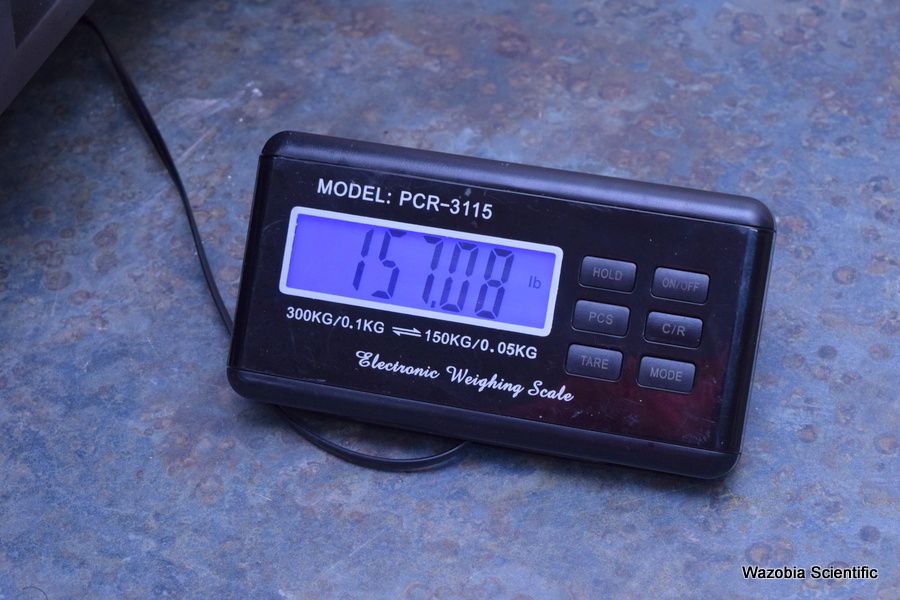 MODEL: PCR-3115
157.08 lb
300KG/0.1KG ⇌ 150KG/0.05KG
Electronic Weighing Scale
HOLD ON/OFF
PCS C/R
TARE MODE
Wazobia Scientific